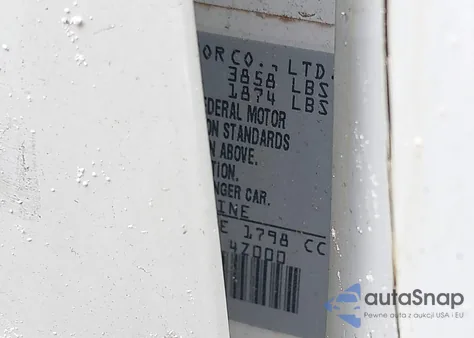 OR CO., LTD.
3858 LBS
1874 LBS
EDERAL MOTOR
ON STANDARDS
N ABOVE.
TION.
NGER CAR.
INE
E 1798 CC
47000
autoSnap
Pewne auta z aukcji USA i EU